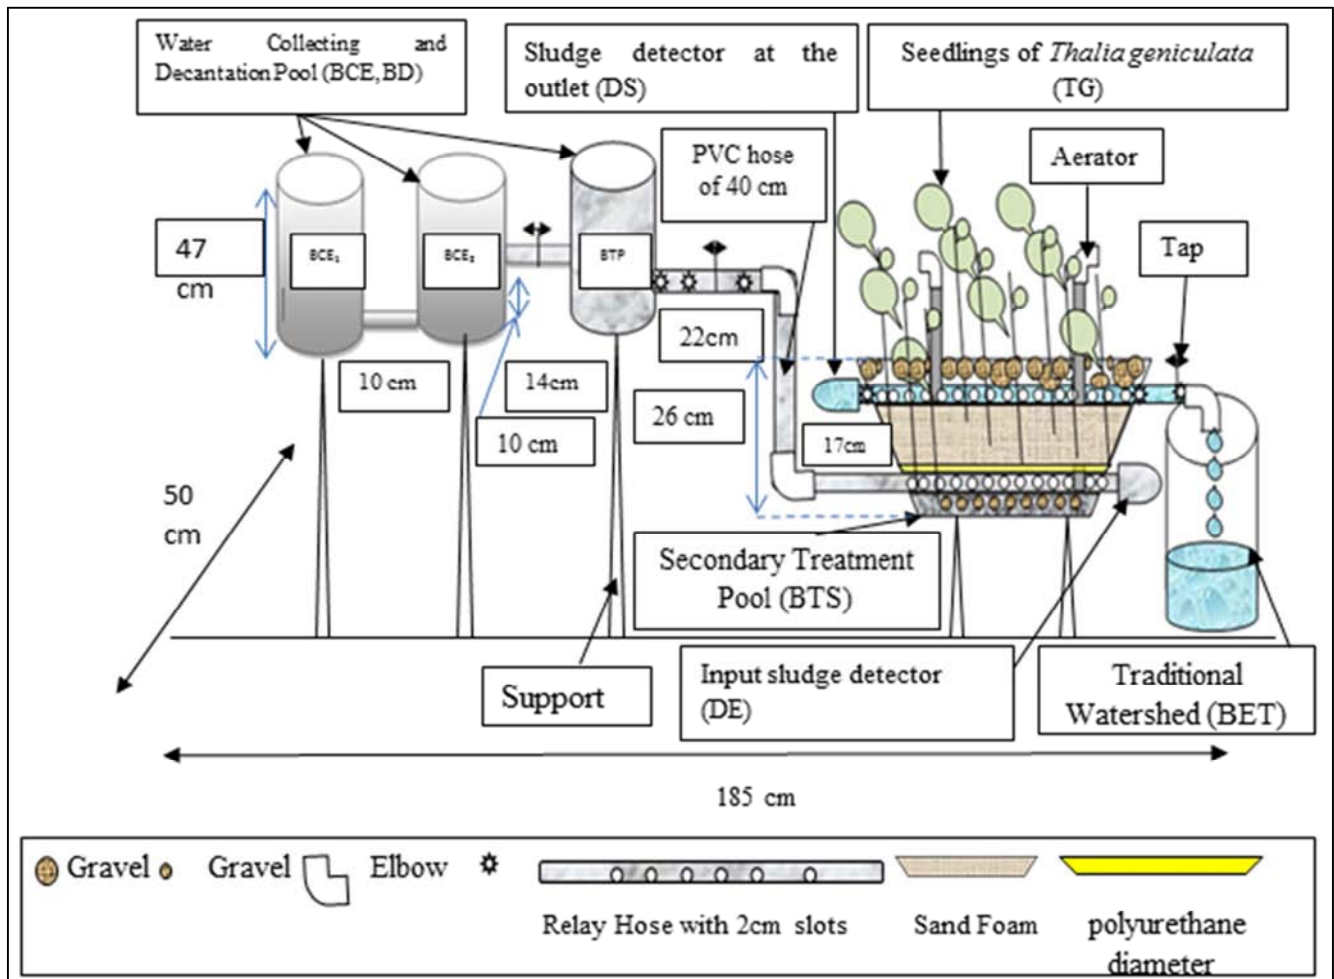 Water Collecting and
Decantation Pool (BCE, BD)
Sludge detector at the
outlet (DS)
Seedlings of Thalia geniculata
(TG)
PVC hose
of 40 cm
Aerator
Tap
47
cm
BCE₁
BCE₂
BTP
10 cm
14cm
10 cm
22cm
26 cm
17cm
50
cm
Secondary Treatment
Pool (BTS)
Support
Input sludge detector
(DE)
Traditional
Watershed (BET)
185 cm
Gravel
Gravel
Elbow
Relay Hose with 2cm slots
Sand Foam
polyurethane
diameter